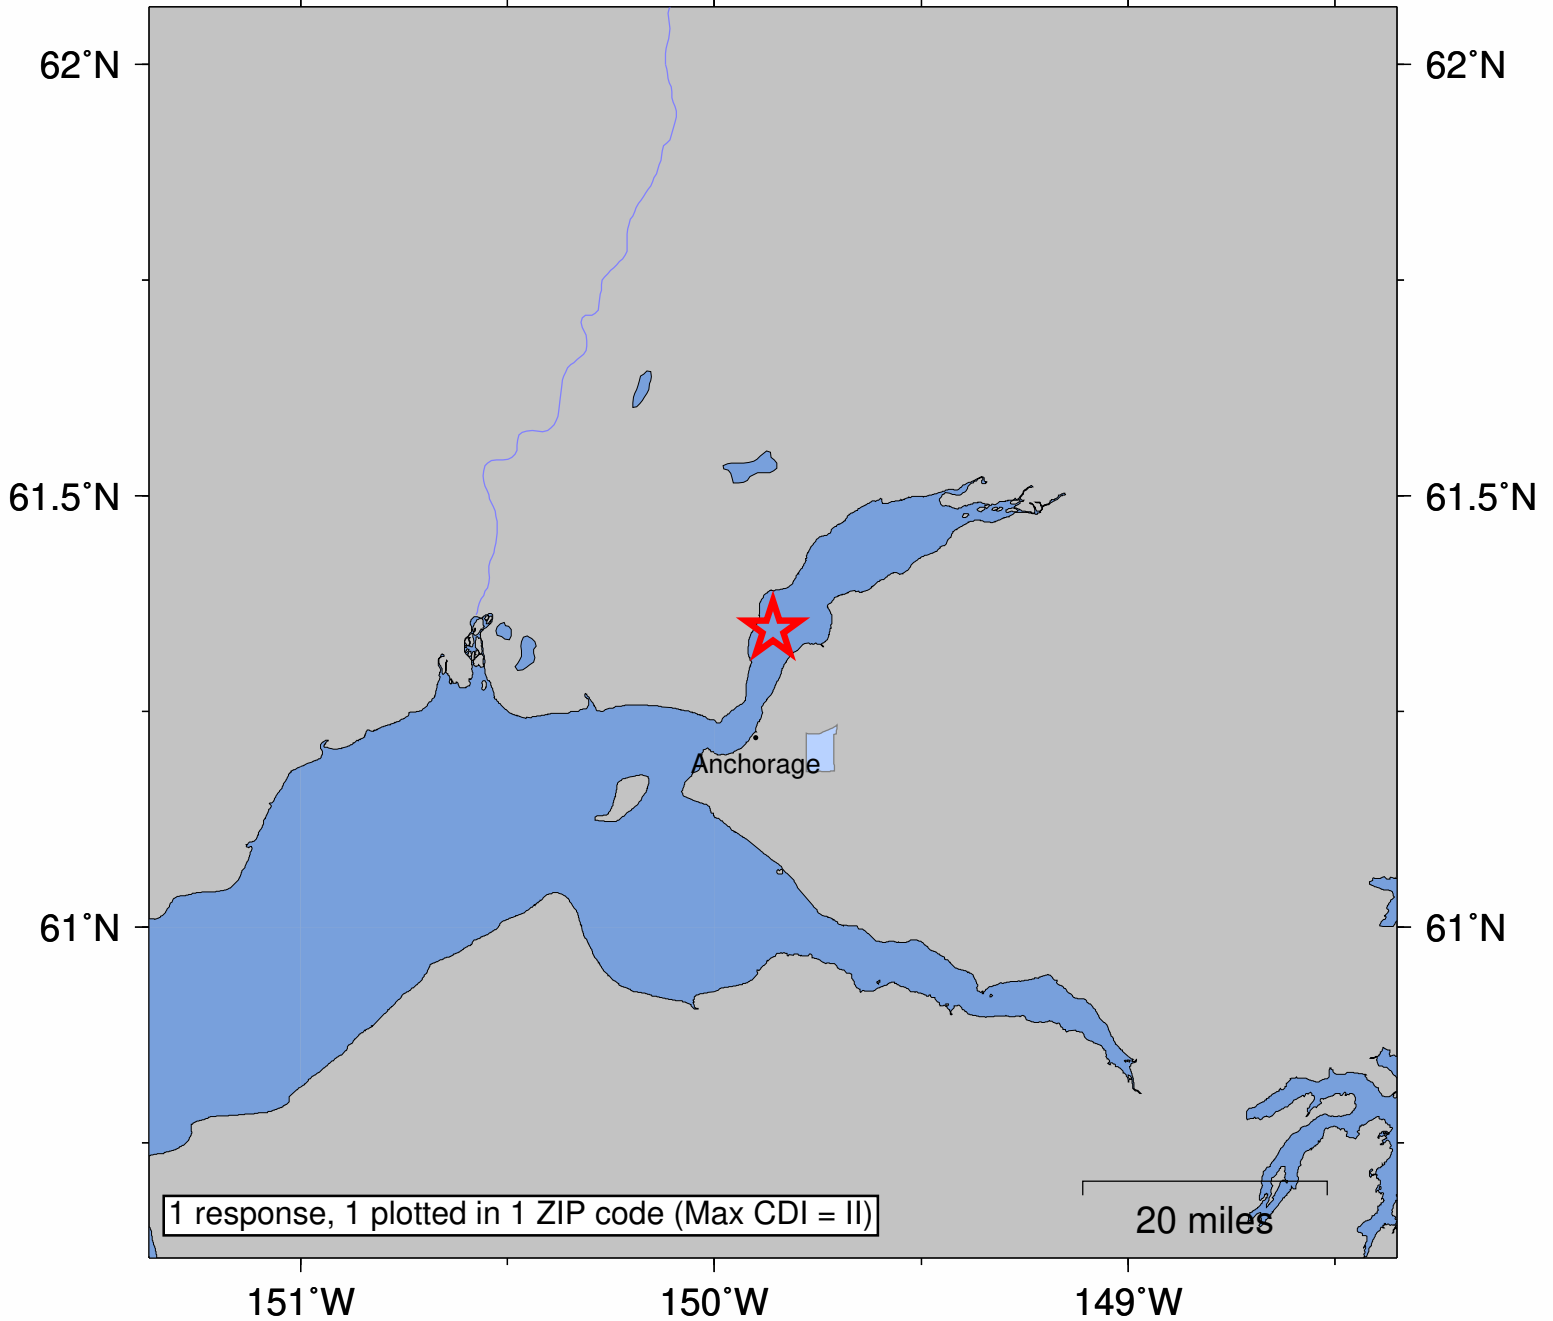 62°N 62°N
61.5°N 61.5°N
Anchorage
61°N 61°N
1 response, 1 plotted in 1 ZIP code (Max CDI = II)
20 miles
151°W 150°W 149°W